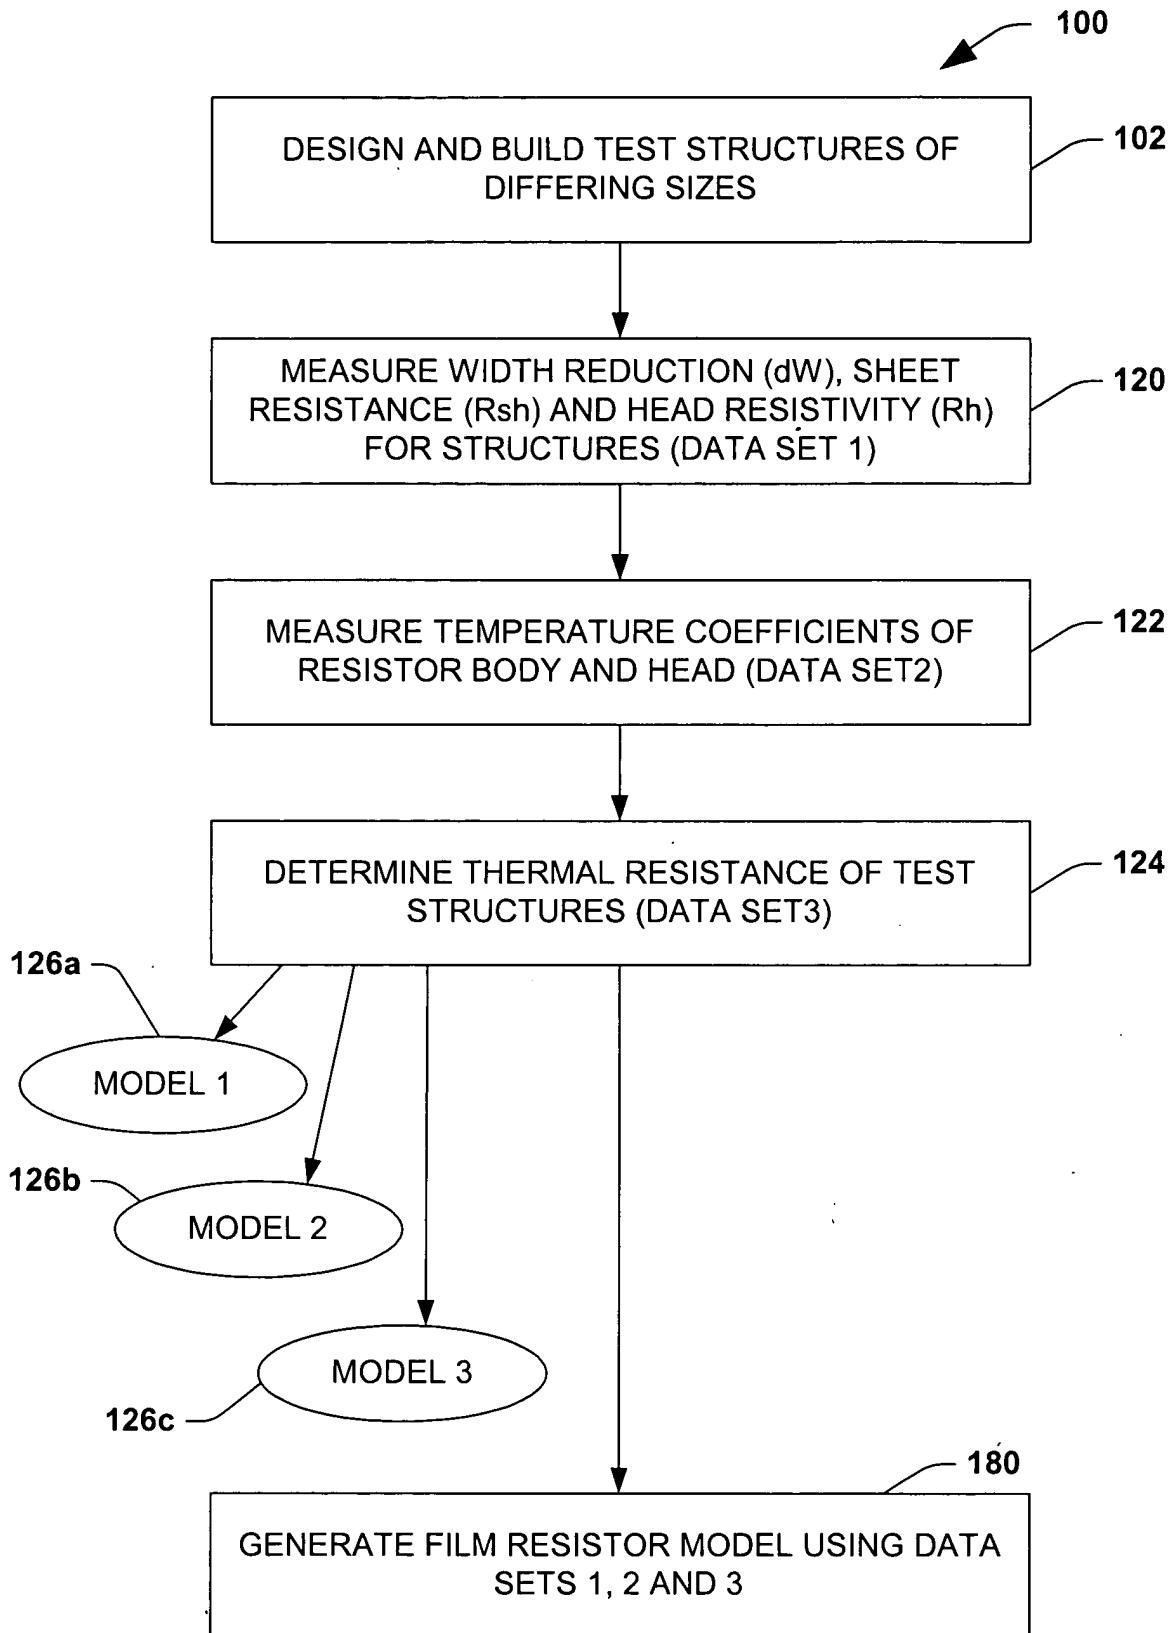 100
DESIGN AND BUILD TEST STRUCTURES OF
DIFFERING SIZES
102
MEASURE WIDTH REDUCTION (dW), SHEET
RESISTANCE (Rsh) AND HEAD RESISTIVITY (Rh)
FOR STRUCTURES (DATA SET 1)
120
MEASURE TEMPERATURE COEFFICIENTS OF
RESISTOR BODY AND HEAD (DATA SET2)
122
DETERMINE THERMAL RESISTANCE OF TEST
STRUCTURES (DATA SET3)
124
126a
MODEL 1
126b
MODEL 2
MODEL 3
126c
180
GENERATE FILM RESISTOR MODEL USING DATA
SETS 1, 2 AND 3